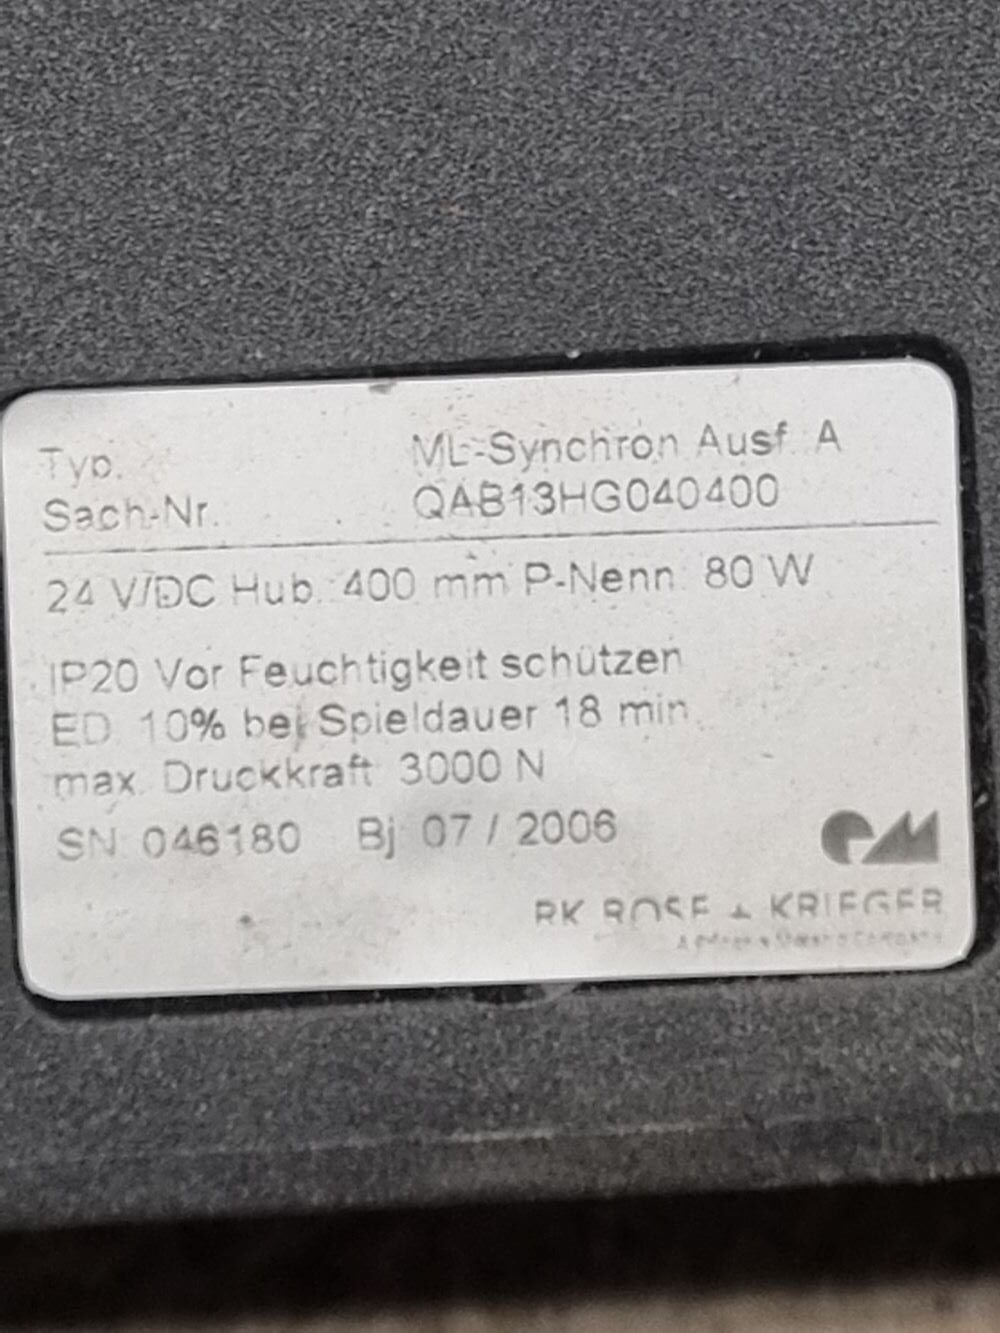 Typ. ML-Synchron Ausf. A
Sach-Nr. QAB13HG040400
24 V/DC Hub: 400 mm P-Nenn: 80 W
IP20 Vor Feuchtigkeit schützen
ED. 10% bei Spieldauer 18 min
max. Druckkraft 3000 N
SN: 046180 Bj 07 / 2006
RK ROSE + KRIEGER
A Company